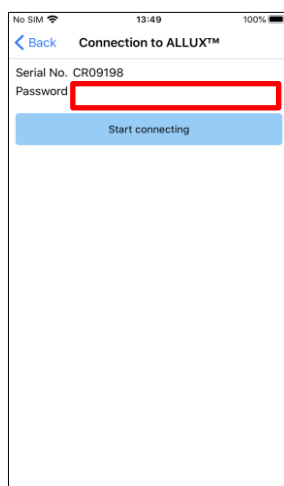 No SIM 13:49 100%
Back Connection to ALLUX™
Serial No. CR09198
Password
Start connecting